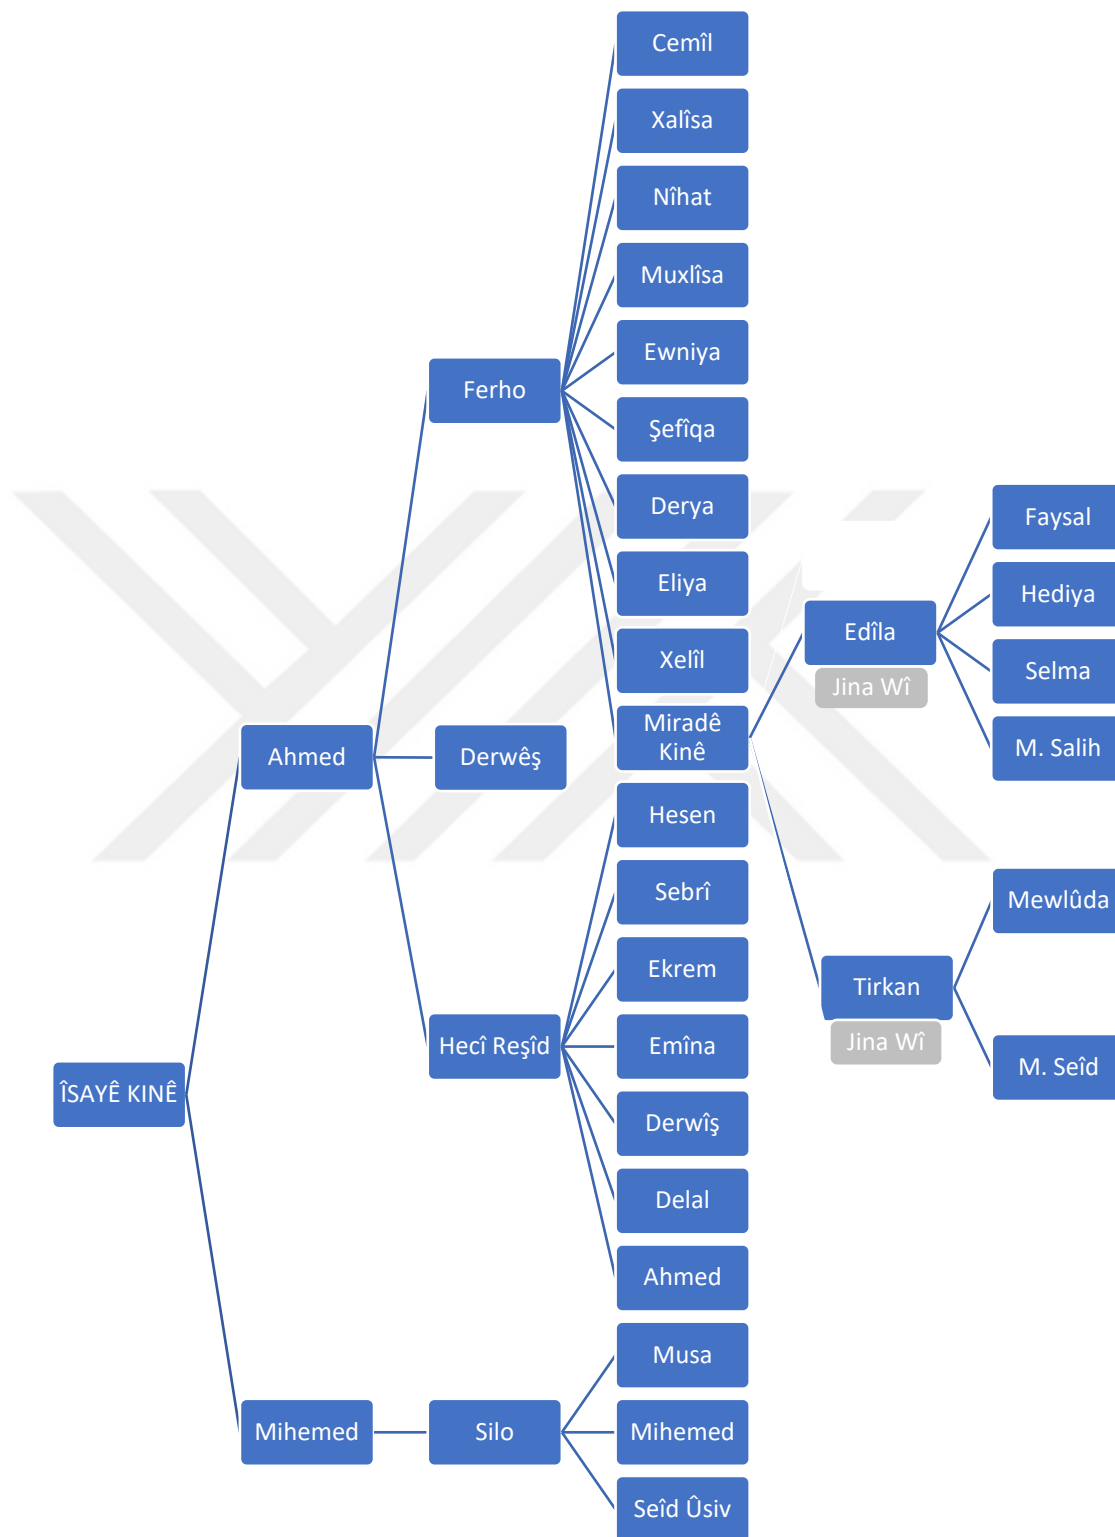 Cemîl
Xalîsa
Nîhat
Muxlîsa
Ewniya
Ferho
Şefîqa
Derya
Faysal
Eliya
Hediya
Edîla
Jina Wî
Xelîl
Selma
Miradê
Kinê
M. Salih
Ahmed
Derwêş
Hesen
Sebrî
Mewlûda
Ekrem
Tirkan
Jina Wî
Hecî Reşîd
Emîna
M. Seîd
ÎSAYÊ KINÊ
Derwîş
Delal
Ahmed
Musa
Mihemed
Silo
Mihemed
Seîd Ûsiv